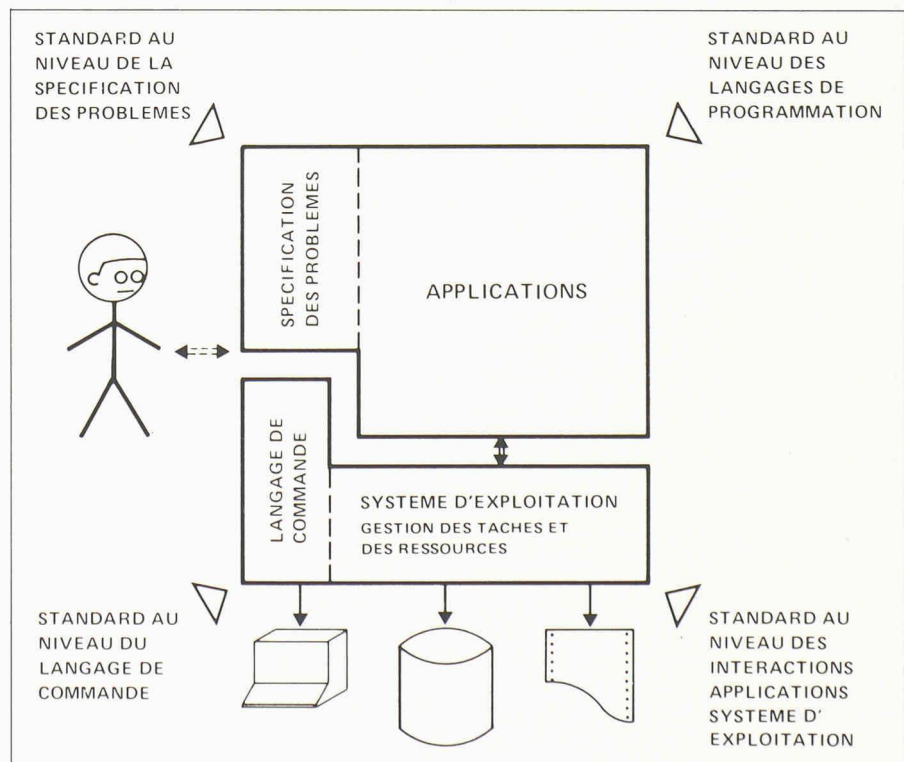 STANDARD AU
NIVEAU DE LA
SPECIFICATION
DES PROBLEMES
STANDARD AU
NIVEAU DES
LANGAGES DE
PROGRAMMATION
SPECIFICATION
DES PROBLEMES
APPLICATIONS
LANGAGE DE
COMMANDE
SYSTEME D'EXPLOITATION
GESTION DES TACHES ET
DES RESSOURCES
STANDARD AU
NIVEAU DU
LANGAGE DE
COMMANDE
STANDARD AU
NIVEAU DES
INTERACTIONS
APPLICATIONS
SYSTEME D'
EXPLOITATION